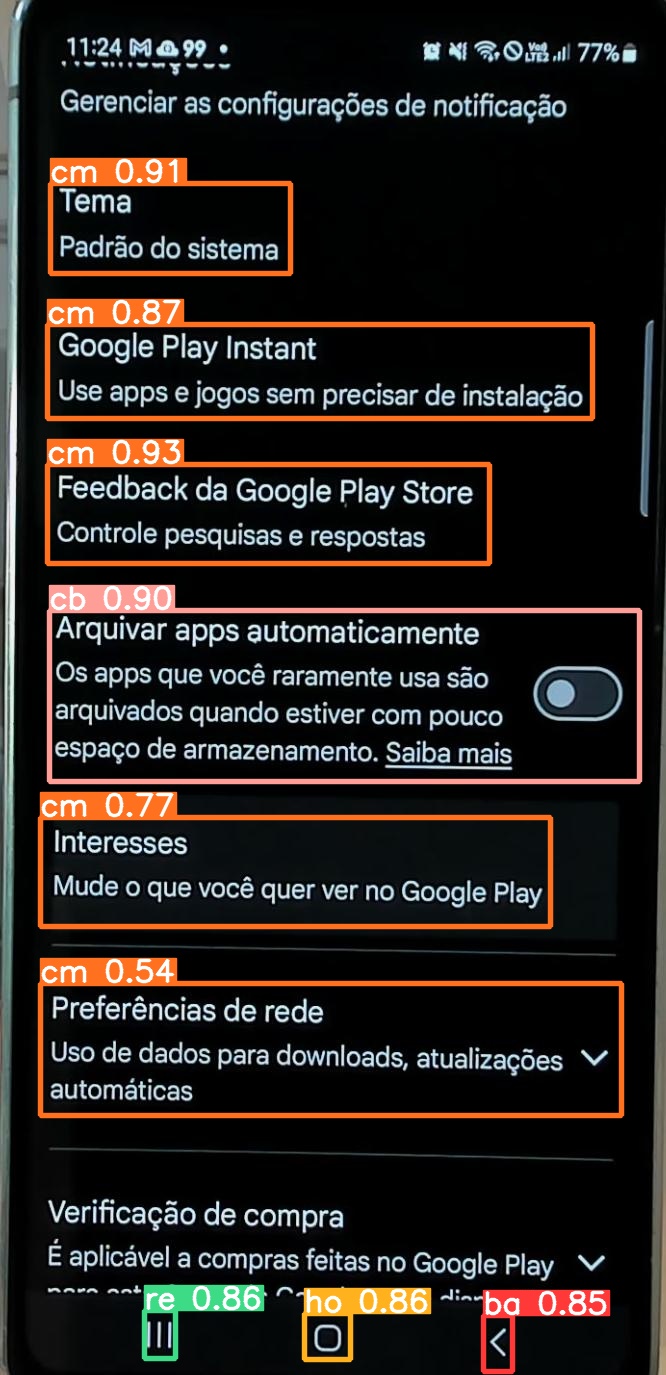 11:24 99 Vo) LTE2 77%
Gerenciar as configurações de notificação
cm 0.91
Tema
Padrão do sistema
cm 0.87
Google Play Instant
Use apps e jogos sem precisar de instalação
cm 0.93
Feedback da Google Play Store
Controle pesquisas e respostas
cb 0.90
Arquivar apps automaticamente
Os apps que você raramente usa são
arquivados quando estiver com pouco
espaço de armazenamento. Saiba mais
cm 0.77
Interesses
Mude o que você quer ver no Google Play
cm 0.54
Preferências de rede
Uso de dados para downloads, atualizações
automáticas
Verificação de compra
É aplicável a compras feitas no Google Play
re 0.86 ho 0.86 ba 0.85